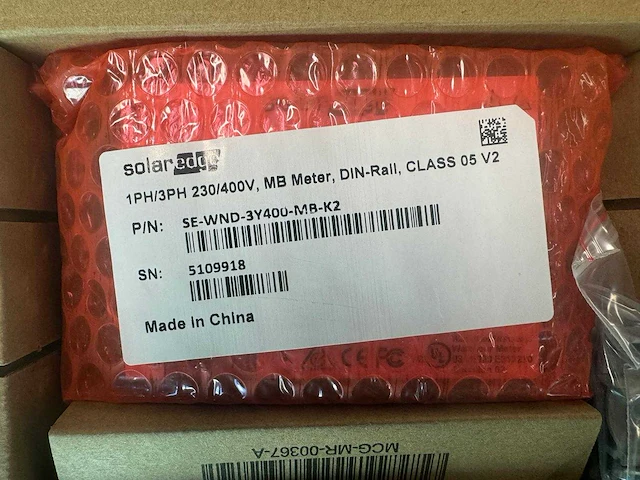 solaredge
1PH/3PH 230/400V, MB Meter, DIN-Rail, CLASS 05 V2
P/N: SE-WND-3Y400-MB-K2
SN: 5109918
Made in China
MCG-MR-00367-A